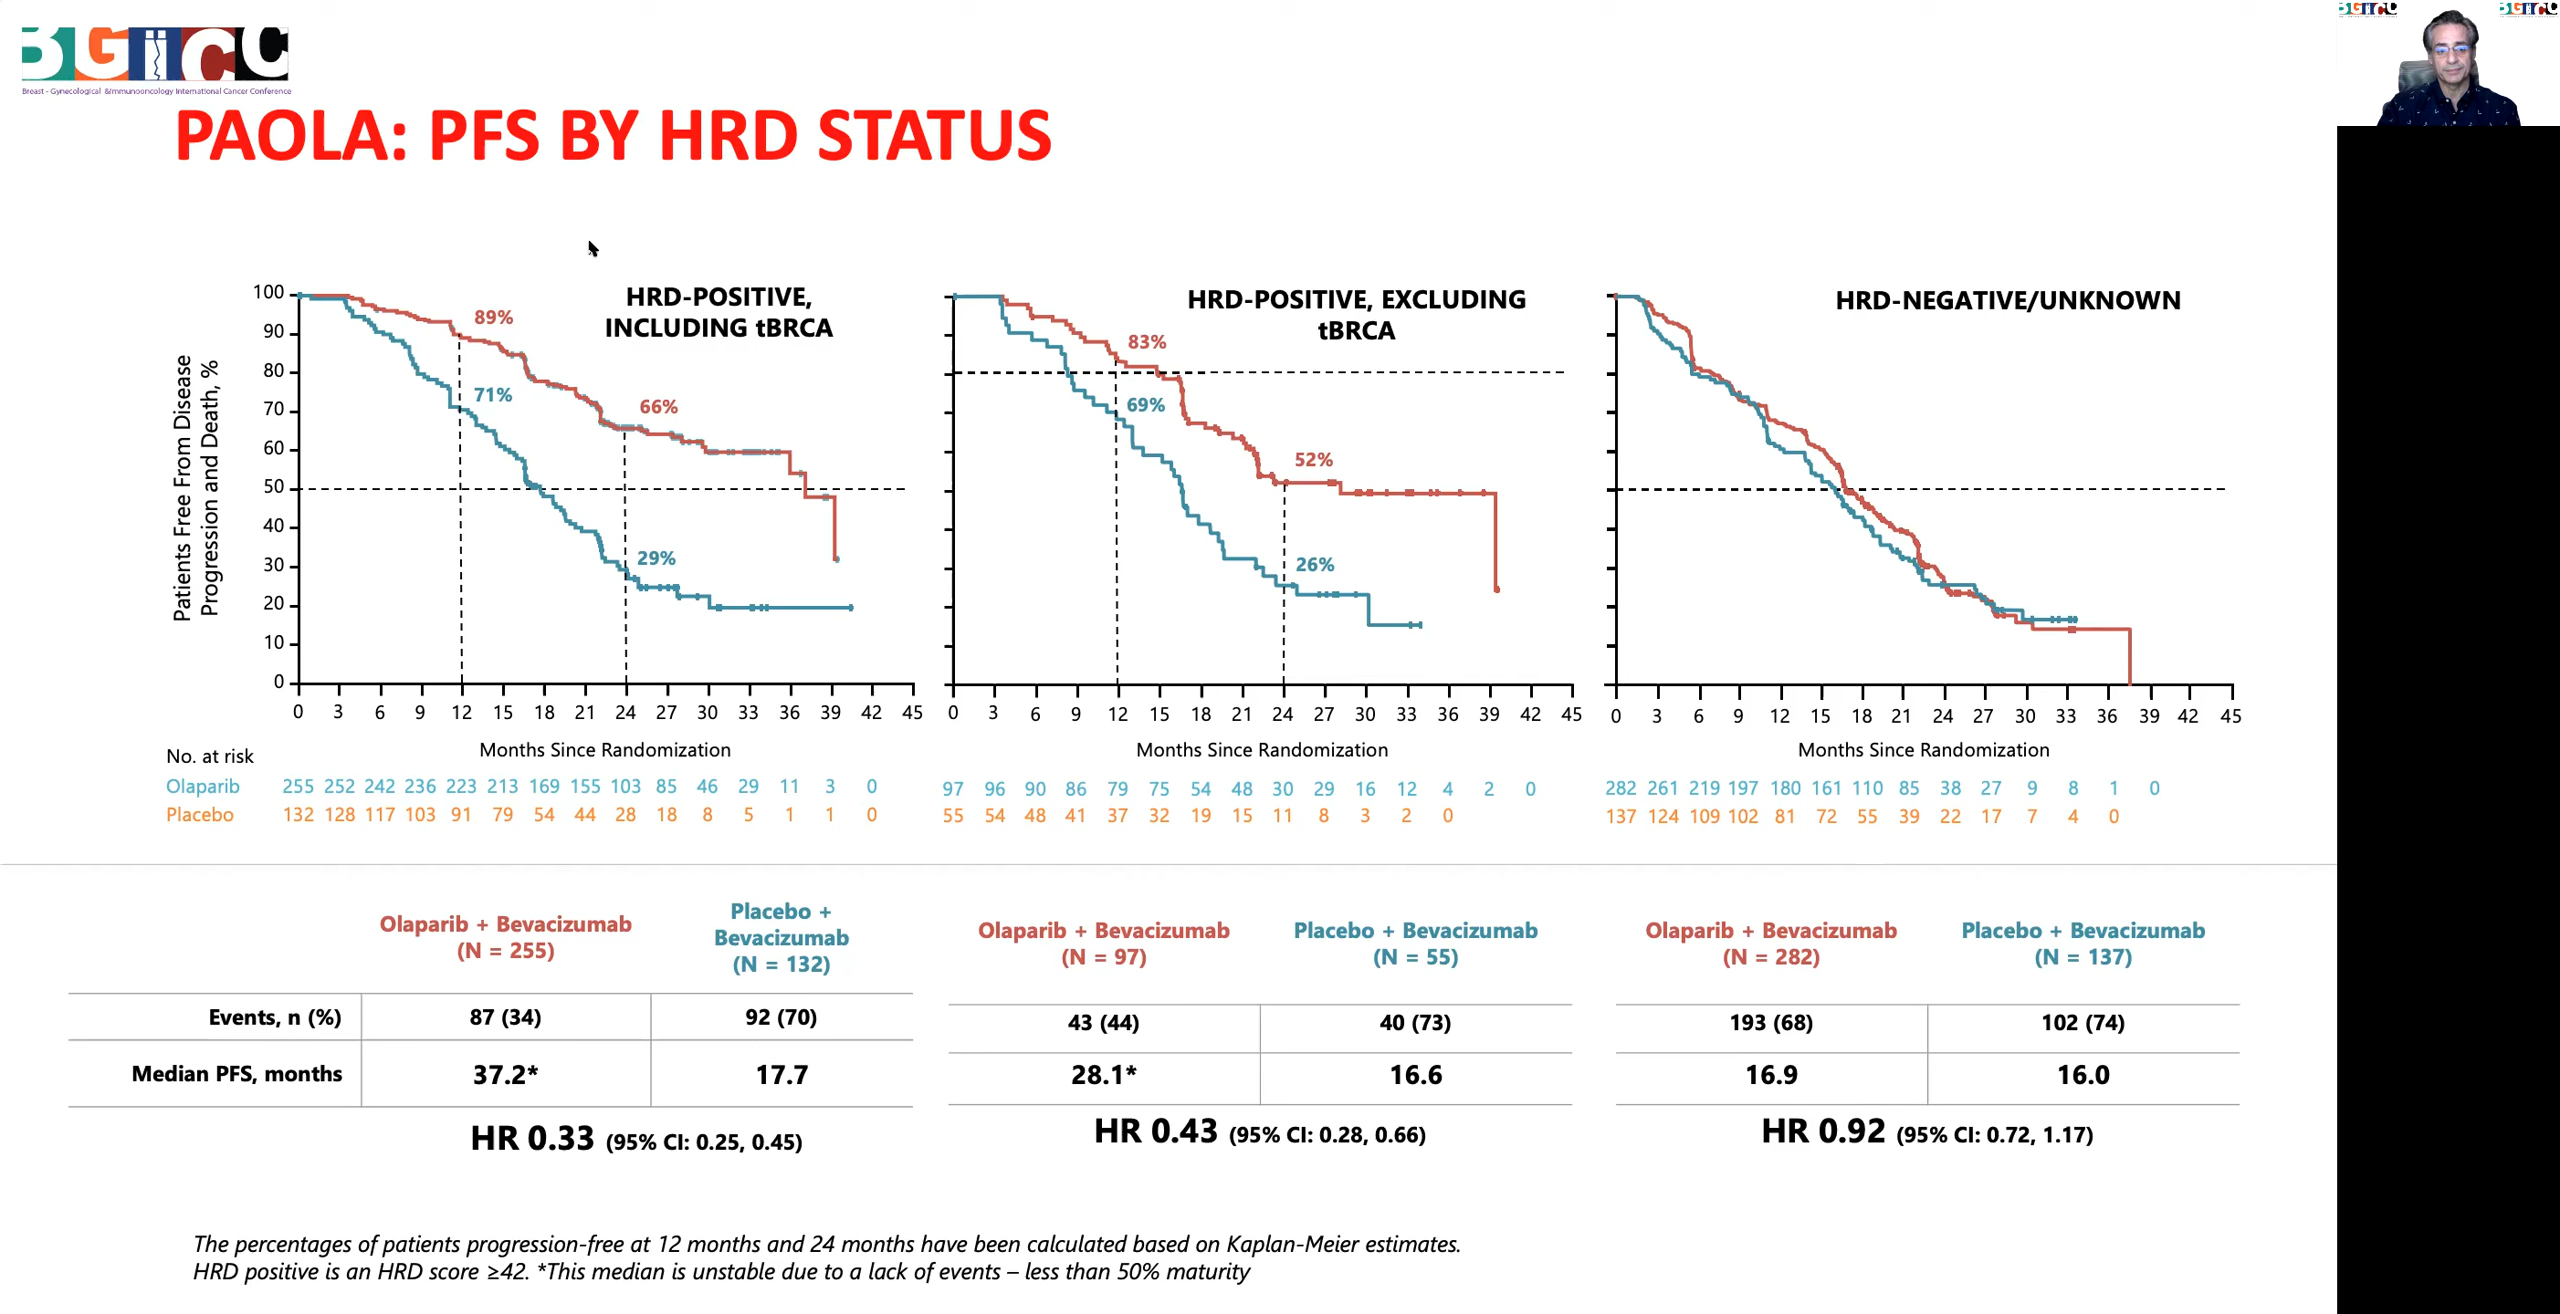 BGiCC
Breast - Gynecological &Immunooncology International Cancer Conference
PAOLA: PFS BY HRD STATUS
HRD-POSITIVE,
INCLUDING tBRCA
Patients Free From Disease
Progression and Death, %
100
90
80
70
60
50
40
30
20
10
0
89%
71%
66%
29%
0 3 6 9 12 15 18 21 24 27 30 33 36 39 42 45
Months Since Randomization
HRD-POSITIVE, EXCLUDING
tBRCA
83%
69%
52%
26%
0 3 6 9 12 15 18 21 24 27 30 33 36 39 42 45
Months Since Randomization
HRD-NEGATIVE/UNKNOWN
0 3 6 9 12 15 18 21 24 27 30 33 36 39 42 45
Months Since Randomization
No. at risk
Olaparib 255 252 242 236 223 213 169 155 103 85 46 29 11 3 0
Placebo 132 128 117 103 91 79 54 44 28 18 8 5 1 1 0
97 96 90 86 79 75 54 48 30 29 16 12 4 2 0
55 54 48 41 37 32 19 15 11 8 3 2 0
282 261 219 197 180 161 110 85 38 27 9 8 1 0
137 124 109 102 81 72 55 39 22 17 7 4 0
Olaparib + Bevacizumab
(N = 255)
Placebo +
Bevacizumab
(N = 132)
Events, n (%) 87 (34) 92 (70)
Median PFS, months 37.2* 17.7
HR 0.33 (95% CI: 0.25, 0.45)
Olaparib + Bevacizumab
(N = 97)
Placebo + Bevacizumab
(N = 55)
43 (44) 40 (73)
28.1* 16.6
HR 0.43 (95% CI: 0.28, 0.66)
Olaparib + Bevacizumab
(N = 282)
Placebo + Bevacizumab
(N = 137)
193 (68) 102 (74)
16.9 16.0
HR 0.92 (95% CI: 0.72, 1.17)
The percentages of patients progression-free at 12 months and 24 months have been calculated based on Kaplan-Meier estimates.
HRD positive is an HRD score ≥42. *This median is unstable due to a lack of events – less than 50% maturity